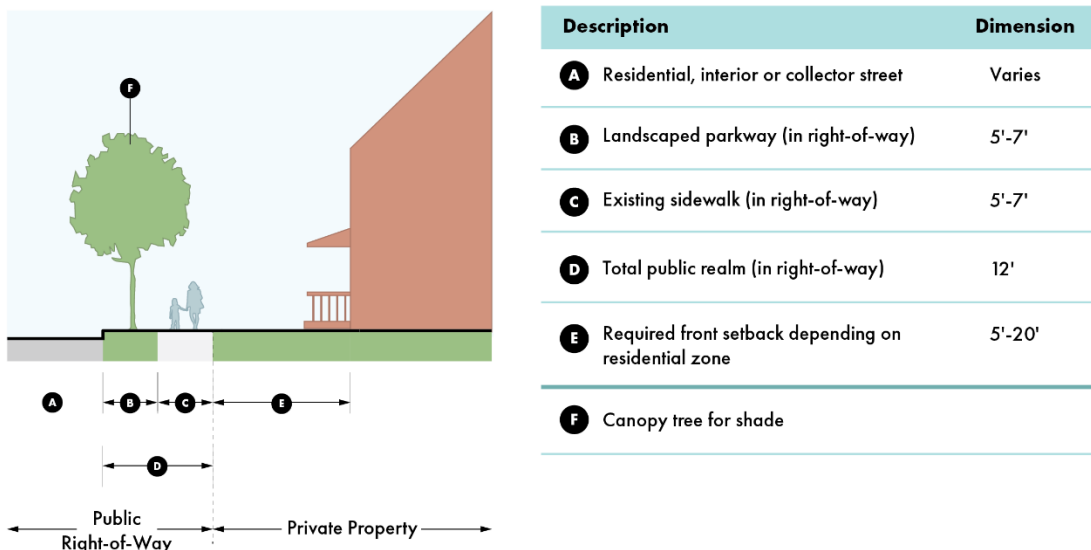 F
A
B
C
E
D
Public
Right-of-Way
Private Property
Description Dimension
A Residential, interior or collector street Varies
B Landscaped parkway (in right-of-way) 5'-7'
C Existing sidewalk (in right-of-way) 5'-7'
D Total public realm (in right-of-way) 12'
E Required front setback depending on 5'-20'
residential zone
F Canopy tree for shade